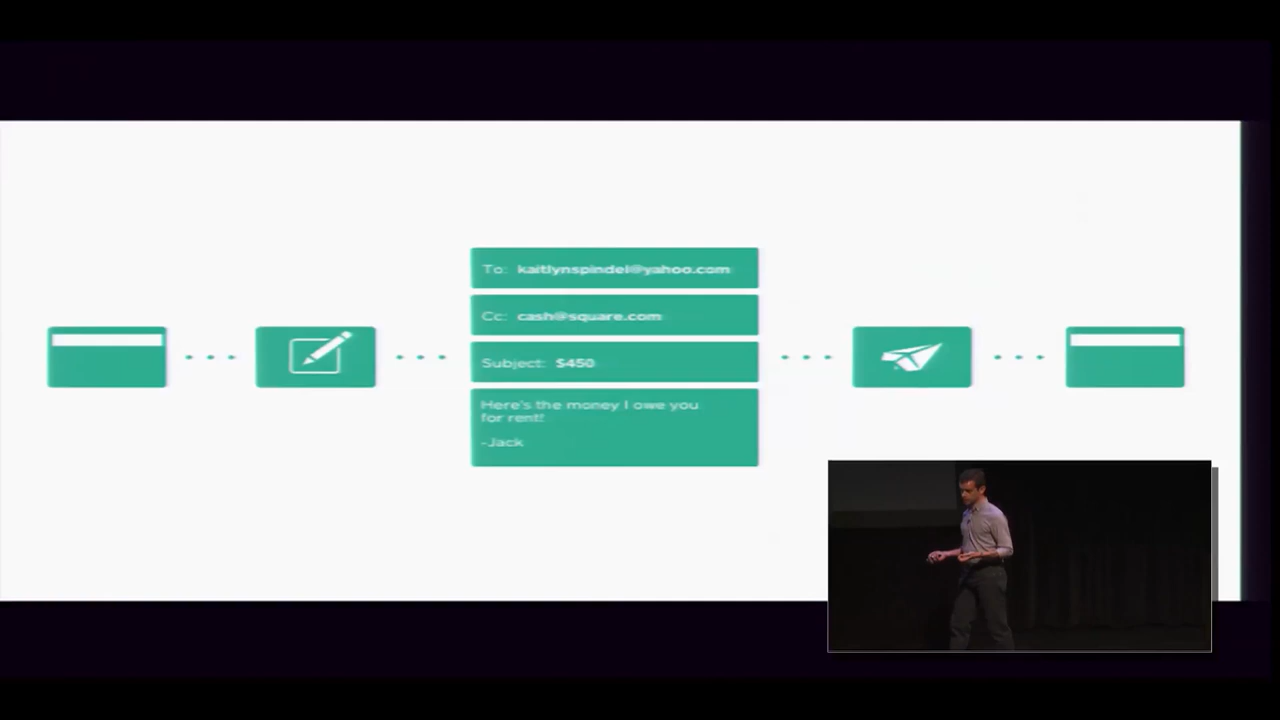 To: kaitlynspindel@yahoo.com
Cc: cash@square.com
Subject: $450
Here's the money I owe you
for rent!
-Jack